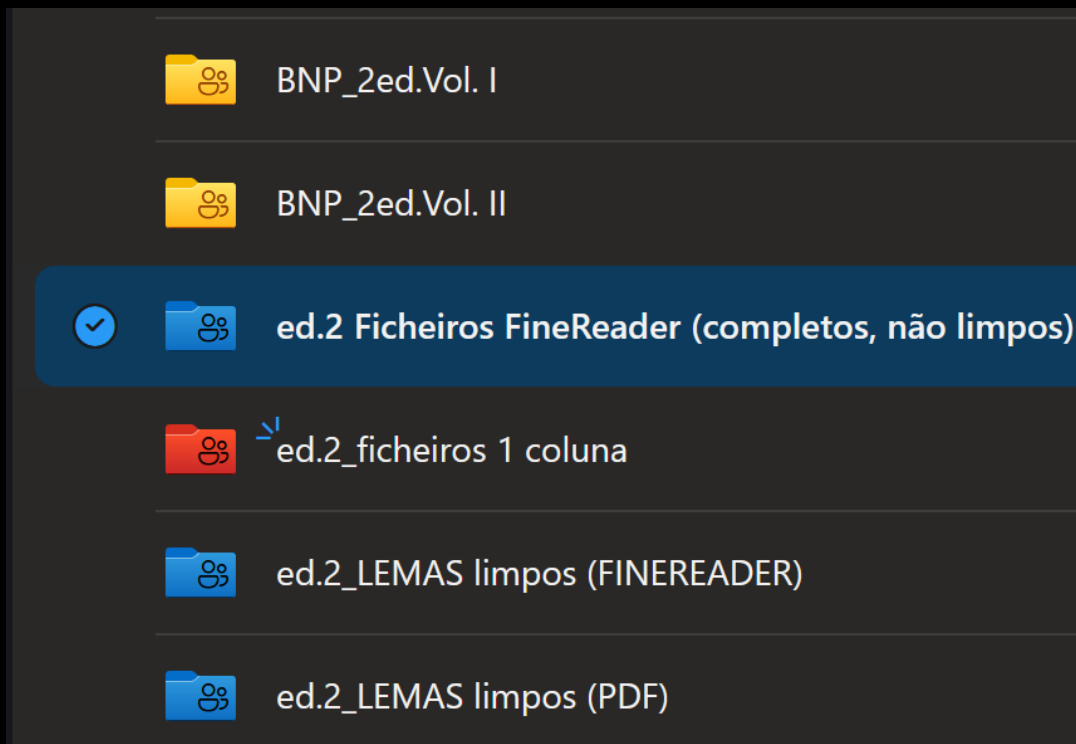 BNP_2ed.Vol. I
BNP_2ed.Vol. II
ed.2 Ficheiros FineReader (completos, não limpos)
ed.2_ficheiros 1 coluna
ed.2_LEMAS limpos (FINEREADER)
ed.2_LEMAS limpos (PDF)